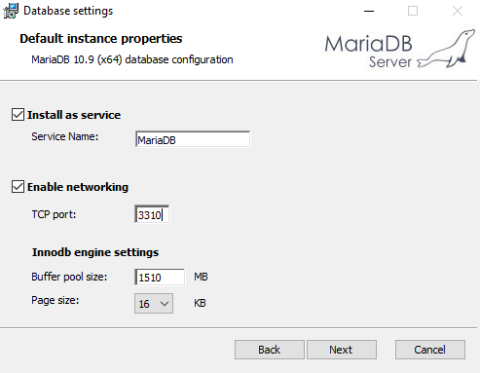 Database settings
Default instance properties
MariaDB 10.9 (x64) database configuration
MariaDB
Server
Install as service
Service Name: MariaDB
Enable networking
TCP port: 3310
Innodb engine settings
Buffer pool size: 1510 MB
Page size: 16 KB
Back Next Cancel